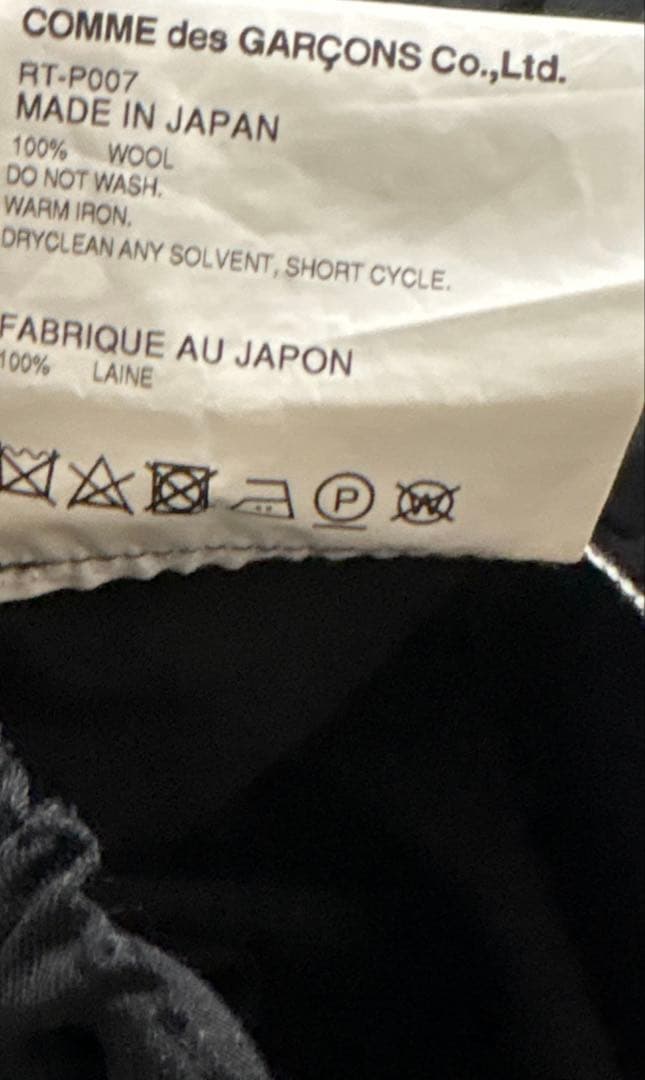 COMME des GARÇONS Co.,Ltd.
RT-P007
MADE IN JAPAN
100% WOOL
DO NOT WASH.
WARM IRON.
DRYCLEAN ANY SOLVENT, SHORT CYCLE.
FABRIQUE AU JAPON
100% LAINE
P W